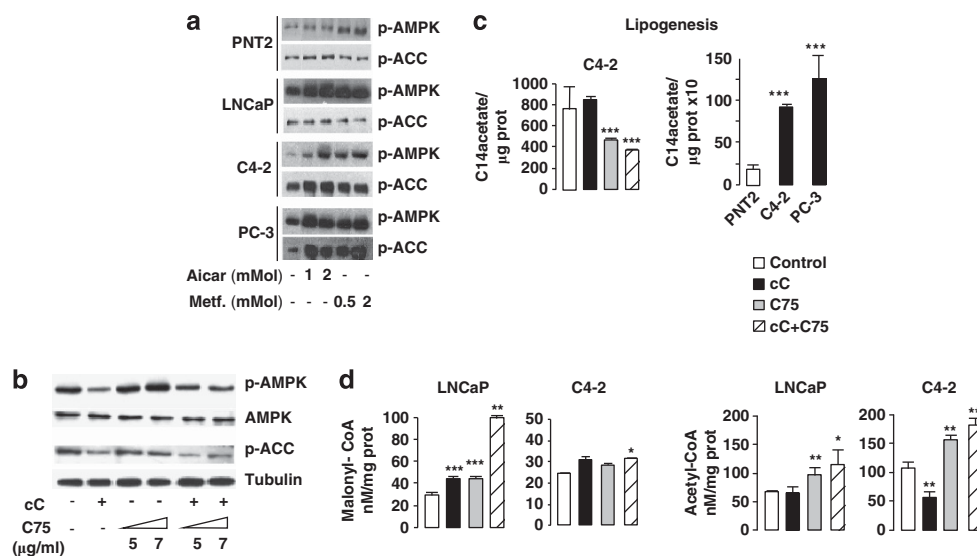 a
PNT2
p-AMPK
p-ACC
LNCaP
p-AMPK
p-ACC
C4-2
p-AMPK
p-ACC
PC-3
p-AMPK
p-ACC
Aicar (mMol) - 1 2 - -
Metf. (mMol) - - - 0.5 2
c
Lipogenesis
C4-2
C14acetate/
µg prot
1000
800
600
400
200
0
*** ***
C14acetate/
µg prot x10
150
100
50
0
*** ***
PNT2 C4-2 PC-3
Control
cC
C75
cC+C75
b
p-AMPK
AMPK
p-ACC
Tubulin
cC - + - - + +
C75 - - 5 7 5 7
(µg/ml)
d
LNCaP
Malonyl- CoA
nM/mg prot
100
80
60
40
20
0
*** *** **
C4-2
50
40
30
20
10
0
*
LNCaP
Acetyl-CoA
nM/mg prot
200
150
100
50
0
** *
C4-2
200
150
100
50
0
** ** **